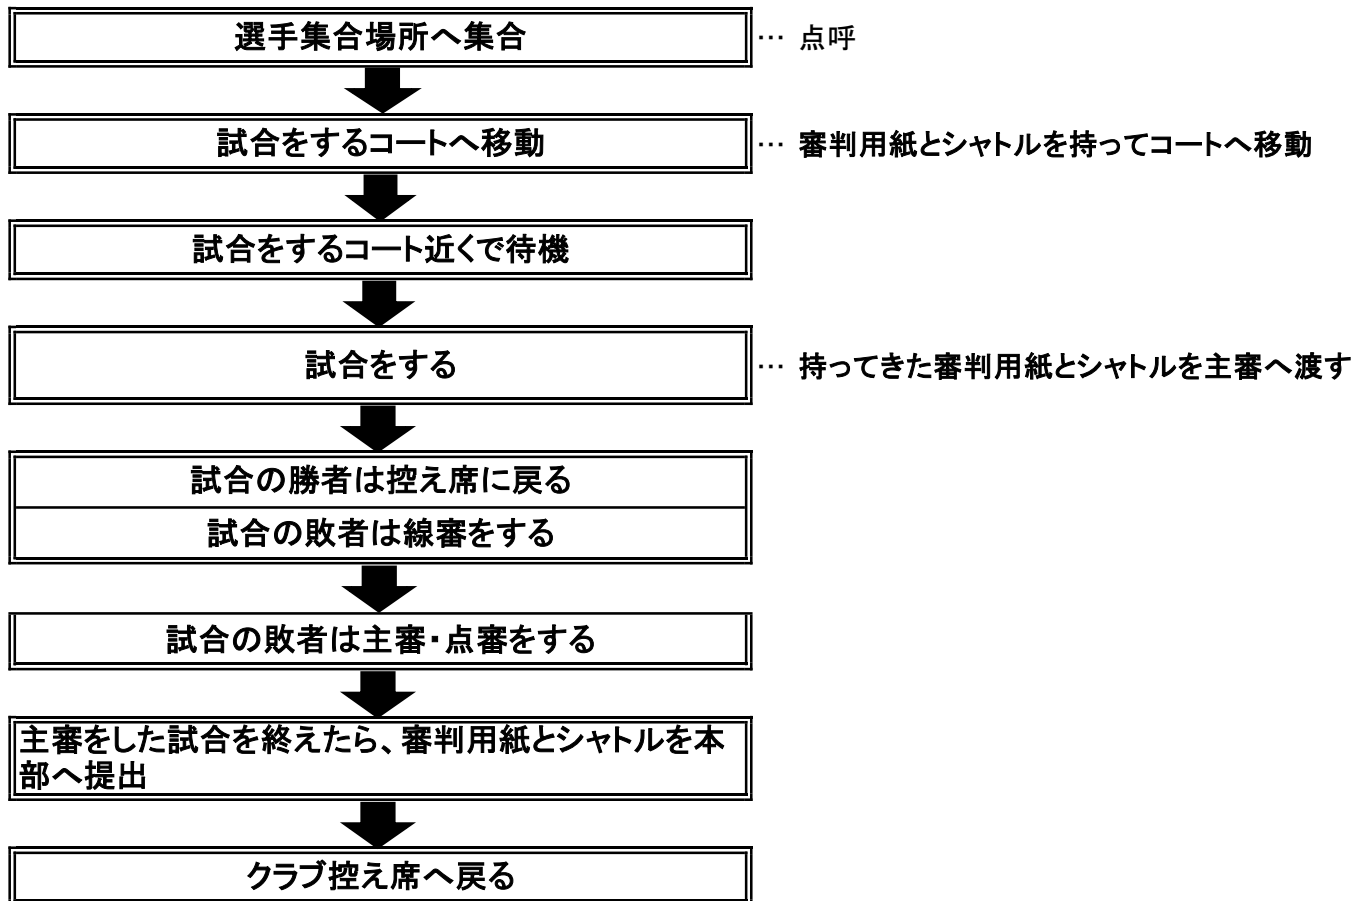 選手集合場所へ集合
… 点呼
試合をするコートへ移動
… 審判用紙とシャトルを持ってコートへ移動
試合をするコート近くで待機
試合をする
… 持ってきた審判用紙とシャトルを主審へ渡す
試合の勝者は控え席に戻る
試合の敗者は線審をする
試合の敗者は主審・点審をする
主審をした試合を終えたら、審判用紙とシャトルを本
部へ提出
クラブ控え席へ戻る